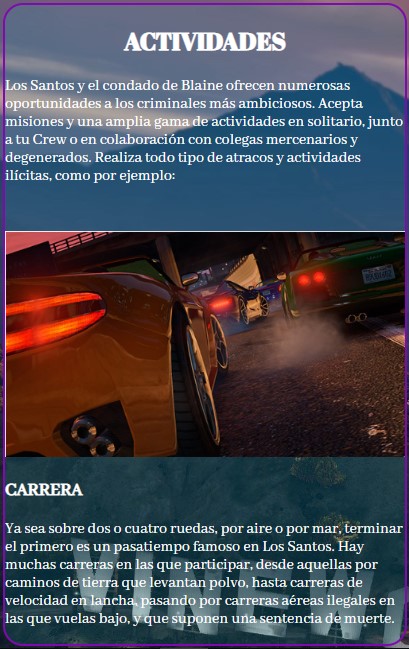 ACTIVIDADES
Los Santos y el condado de Blaine ofrecen numerosas
oportunidades a los criminales más ambiciosos. Acepta
misiones y una amplia gama de actividades en solitario, junto
a tu Crew o en colaboración con colegas mercenarios y
degenerados. Realiza todo tipo de atracos y actividades
ilícitas, como por ejemplo:
CARRERA
Ya sea sobre dos o cuatro ruedas, por aire o por mar, terminar
el primero es un pasatiempo famoso en Los Santos. Hay
muchas carreras en las que participar, desde aquellas por
caminos de tierra que levantan polvo, hasta carreras de
velocidad en lancha, pasando por carreras aéreas ilegales en
las que vuelas bajo, y que suponen una sentencia de muerte.